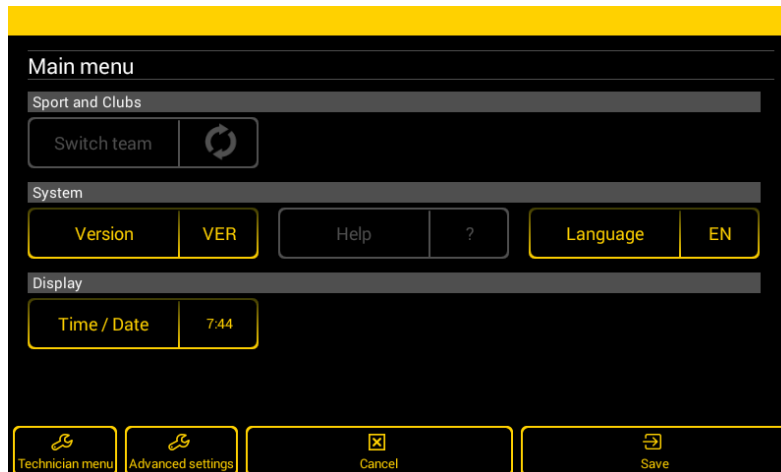 Main menu
Sport and Clubs
Switch team
System
Version VER Help ? Language EN
Display
Time / Date 7:44
Technician menu Advanced settings Cancel Save